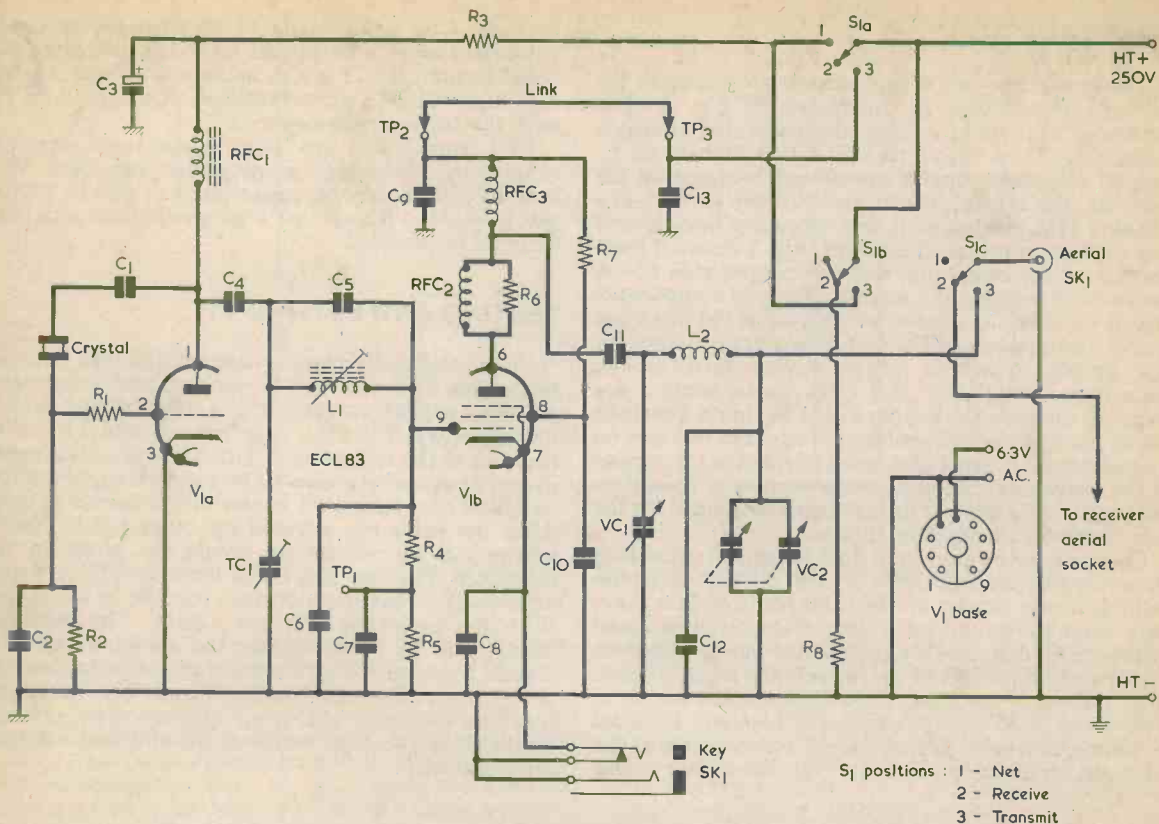 R3
1
S1a
2
3
HT+
250V
C3
+
Link
TP2
TP3
RFC1
C9
RFC3
C13
R7
C1
C4
C5
RFC2
R6
1
S1b
2
3
1
S1c
2
3
Aerial
SK1
Crystal
1
6
C11
L2
R1
2
L1
9
8
3
ECL83
7
V1a
V1b
6·3V
A.C.
TC1
R4
C10
VC1
VC2
To receiver
aerial
socket
TP1
1
9
V1 base
C2
R2
C6
C7
R5
C8
C12
R8
HT−
Key
SK1
S1 positions : 1 - Net
2 - Receive
3 - Transmit